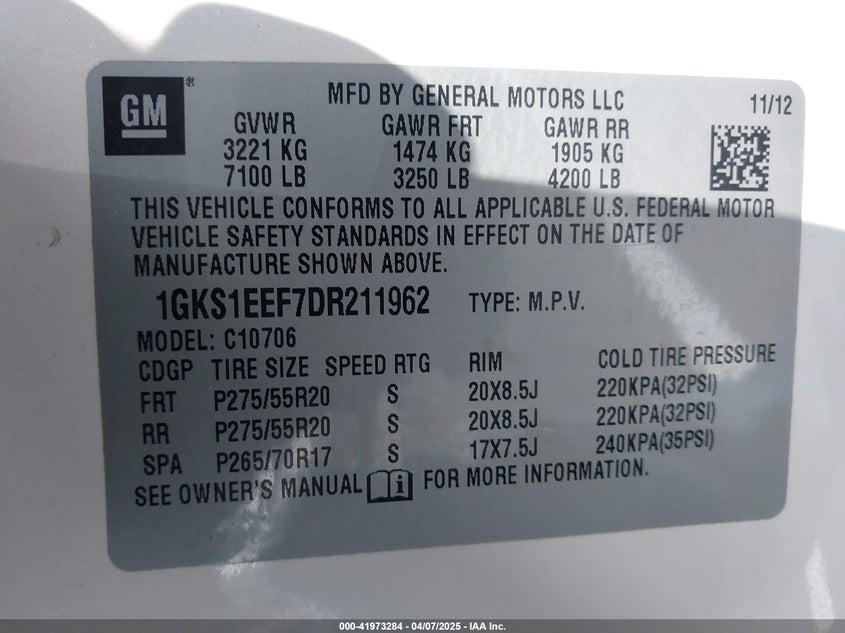 GM ®
MFD BY GENERAL MOTORS LLC 11/12
GVWR GAWR FRT GAWR RR
3221 KG 1474 KG 1905 KG
7100 LB 3250 LB 4200 LB
THIS VEHICLE CONFORMS TO ALL APPLICABLE U.S. FEDERAL MOTOR
VEHICLE SAFETY STANDARDS IN EFFECT ON THE DATE OF
MANUFACTURE SHOWN ABOVE.
1GKS1EEF7DR211962 TYPE: M.P.V.
MODEL: C10706
CDGP TIRE SIZE SPEED RTG RIM COLD TIRE PRESSURE
FRT P275/55R20 S 20X8.5J 220KPA(32PSI)
RR P275/55R20 S 20X8.5J 220KPA(32PSI)
SPA P265/70R17 S 17X7.5J 240KPA(35PSI)
SEE OWNER'S MANUAL i FOR MORE INFORMATION.
000-41973284 - 04/07/2025 - IAA Inc.